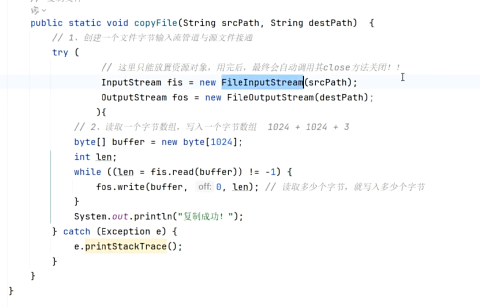 public static void copyFile(String srcPath, String destPath)  {
// 1、创建一个文件字节输入流管道与源文件接通
try (
// 这里只能放置资源对象，用完后，最终会自动调用其close方法关闭！！
InputStream fis = new FileInputStream(srcPath);
OutputStream fos = new FileOutputStream(destPath);
){
// 2、读取一个字节数组，写入一个字节数组  1024 + 1024 + 3
byte[] buffer = new byte[1024];
int len;
while ((len = fis.read(buffer)) != -1) {
fos.write(buffer, off: 0, len); // 读取多少个字节，就写入多少个字节
}
System.out.println("复制成功！");
} catch (Exception e) {
e.printStackTrace();
}
}
}